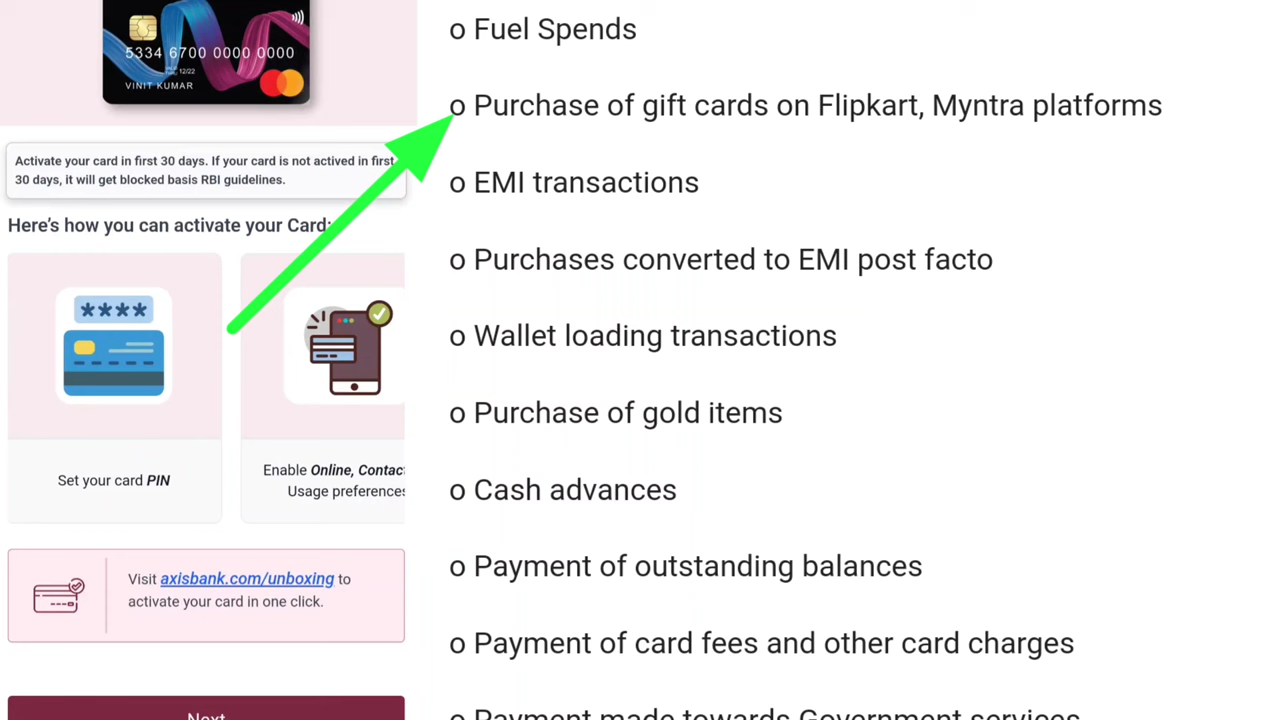 5334 6700 0000 0000
12/22
VINIT KUMAR
Activate your card in first 30 days. If your card is not actived in first
30 days, it will get blocked basis RBI guidelines.
Here's how you can activate your Card:
****
Set your card PIN
Enable Online, Contac
Usage preferences
Visit axisbank.com/unboxing to
activate your card in one click.
Next
o Fuel Spends
o Purchase of gift cards on Flipkart, Myntra platforms
o EMI transactions
o Purchases converted to EMI post facto
o Wallet loading transactions
o Purchase of gold items
o Cash advances
o Payment of outstanding balances
o Payment of card fees and other card charges
o Payment made towards Government services